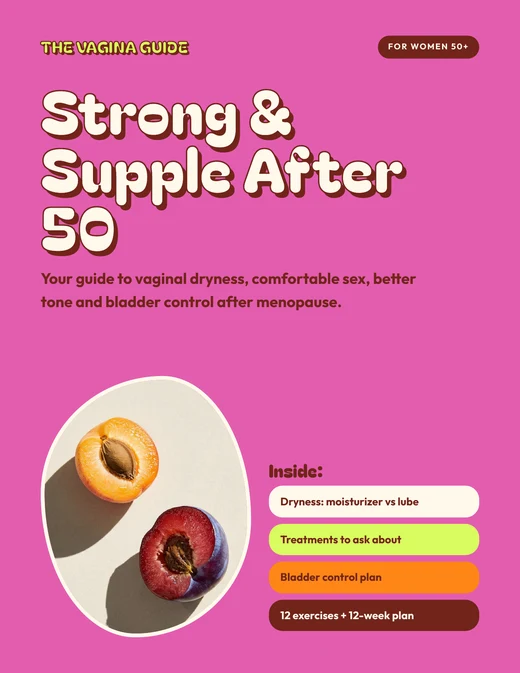 THE VAGINA GUIDE
FOR WOMEN 50+
Strong &
Supple After
50
Your guide to vaginal dryness, comfortable sex, better
tone and bladder control after menopause.
Inside:
Dryness: moisturizer vs lube
Treatments to ask about
Bladder control plan
12 exercises + 12-week plan